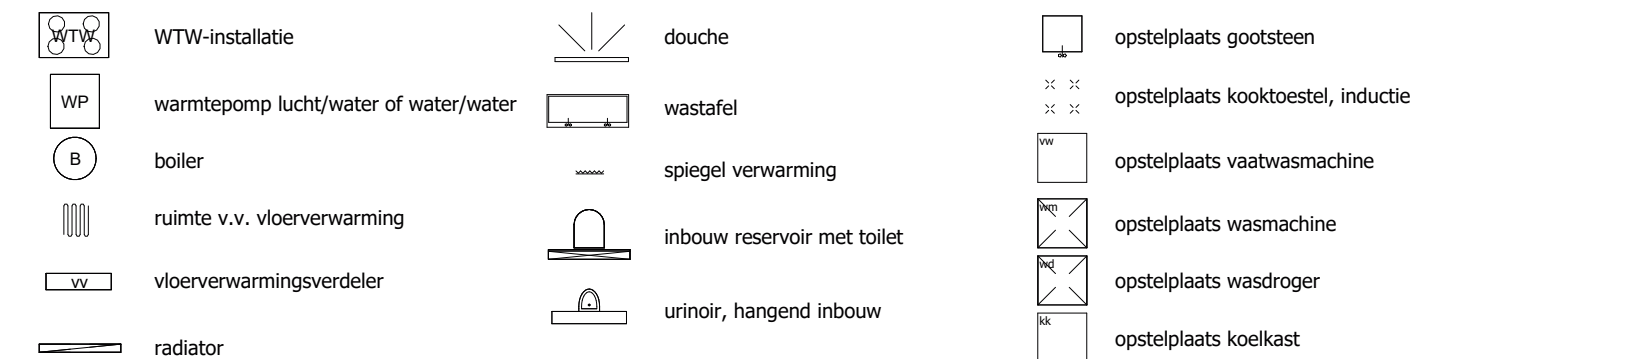 WTW WTW-installatie
WP warmtepomp lucht/water of water/water
B boiler
ruimte v.v. vloerverwarming
vv vloerverwarmingsverdeler
radiator
douche
wastafel
spiegel verwarming
inbouw reservoir met toilet
urinoir, hangend inbouw
opstelplaats gootsteen
opstelplaats kooktoestel, inductie
vw opstelplaats vaatwasmachine
wm opstelplaats wasmachine
wd opstelplaats wasdroger
kk opstelplaats koelkast